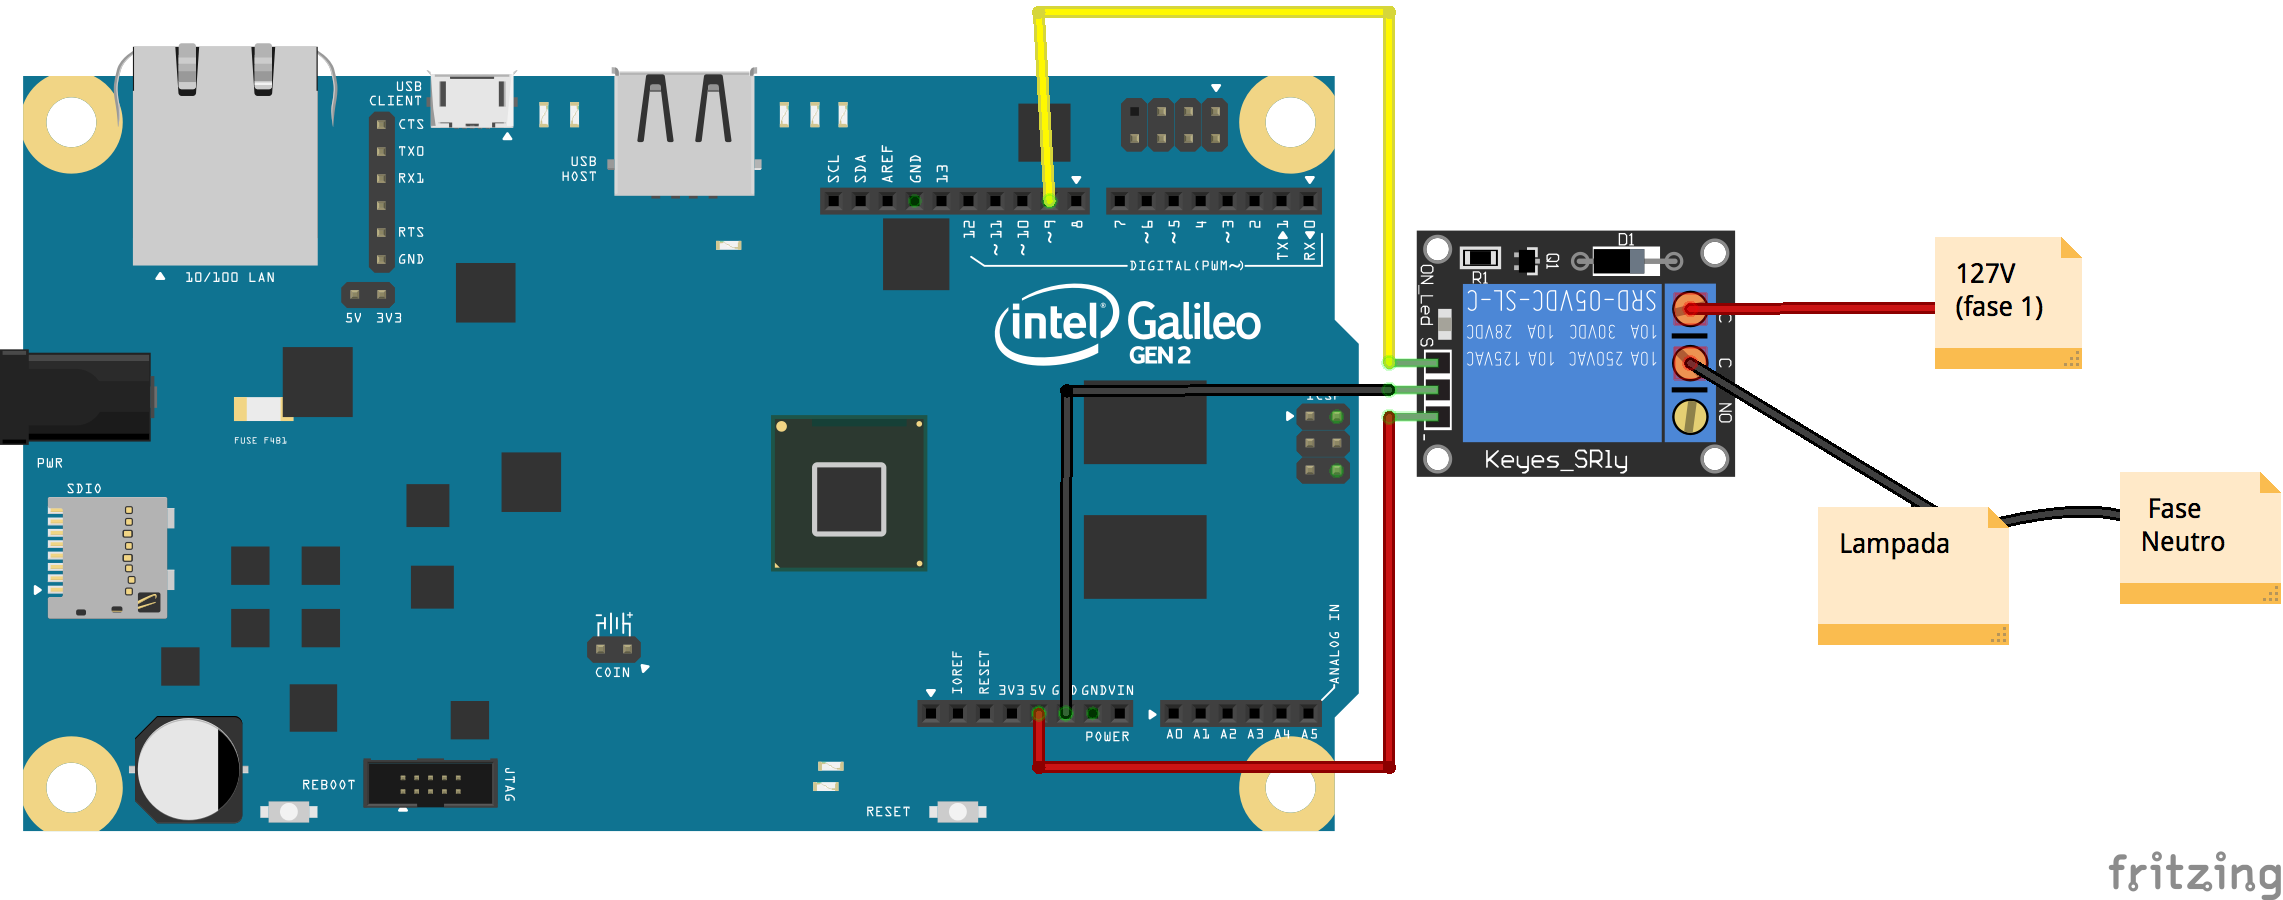 USB
CLIENT
CTS
TXO
RX1
RTS
GND
10/100 LAN
5V 3V3
USB
HOST
SCL
SDA
AREF
GND
13
12
~11
~10
~9
8
7
~6
~5
4
~3
2
TX▶1
RX◀0
DIGITAL(PWM~)
intel® Galileo
GEN 2
FUSE F4B1
PWR
SDIO
COIN
REBOOT
JTAG
RESET
IOREF
RESET
3V3 5V GND GND VIN
POWER
ANALOG IN
A0 A1 A2 A3 A4 A5
ICSP
D1
Q1
R1
ON_Led
S
-
SRD-05VDC-SL-C
10A 30VDC 10A 28VDC
10A 250VAC 10A 125VAC
C
NO
Keyes_SRly
127V
(fase 1)
Lampada
Fase
Neutro
fritzing